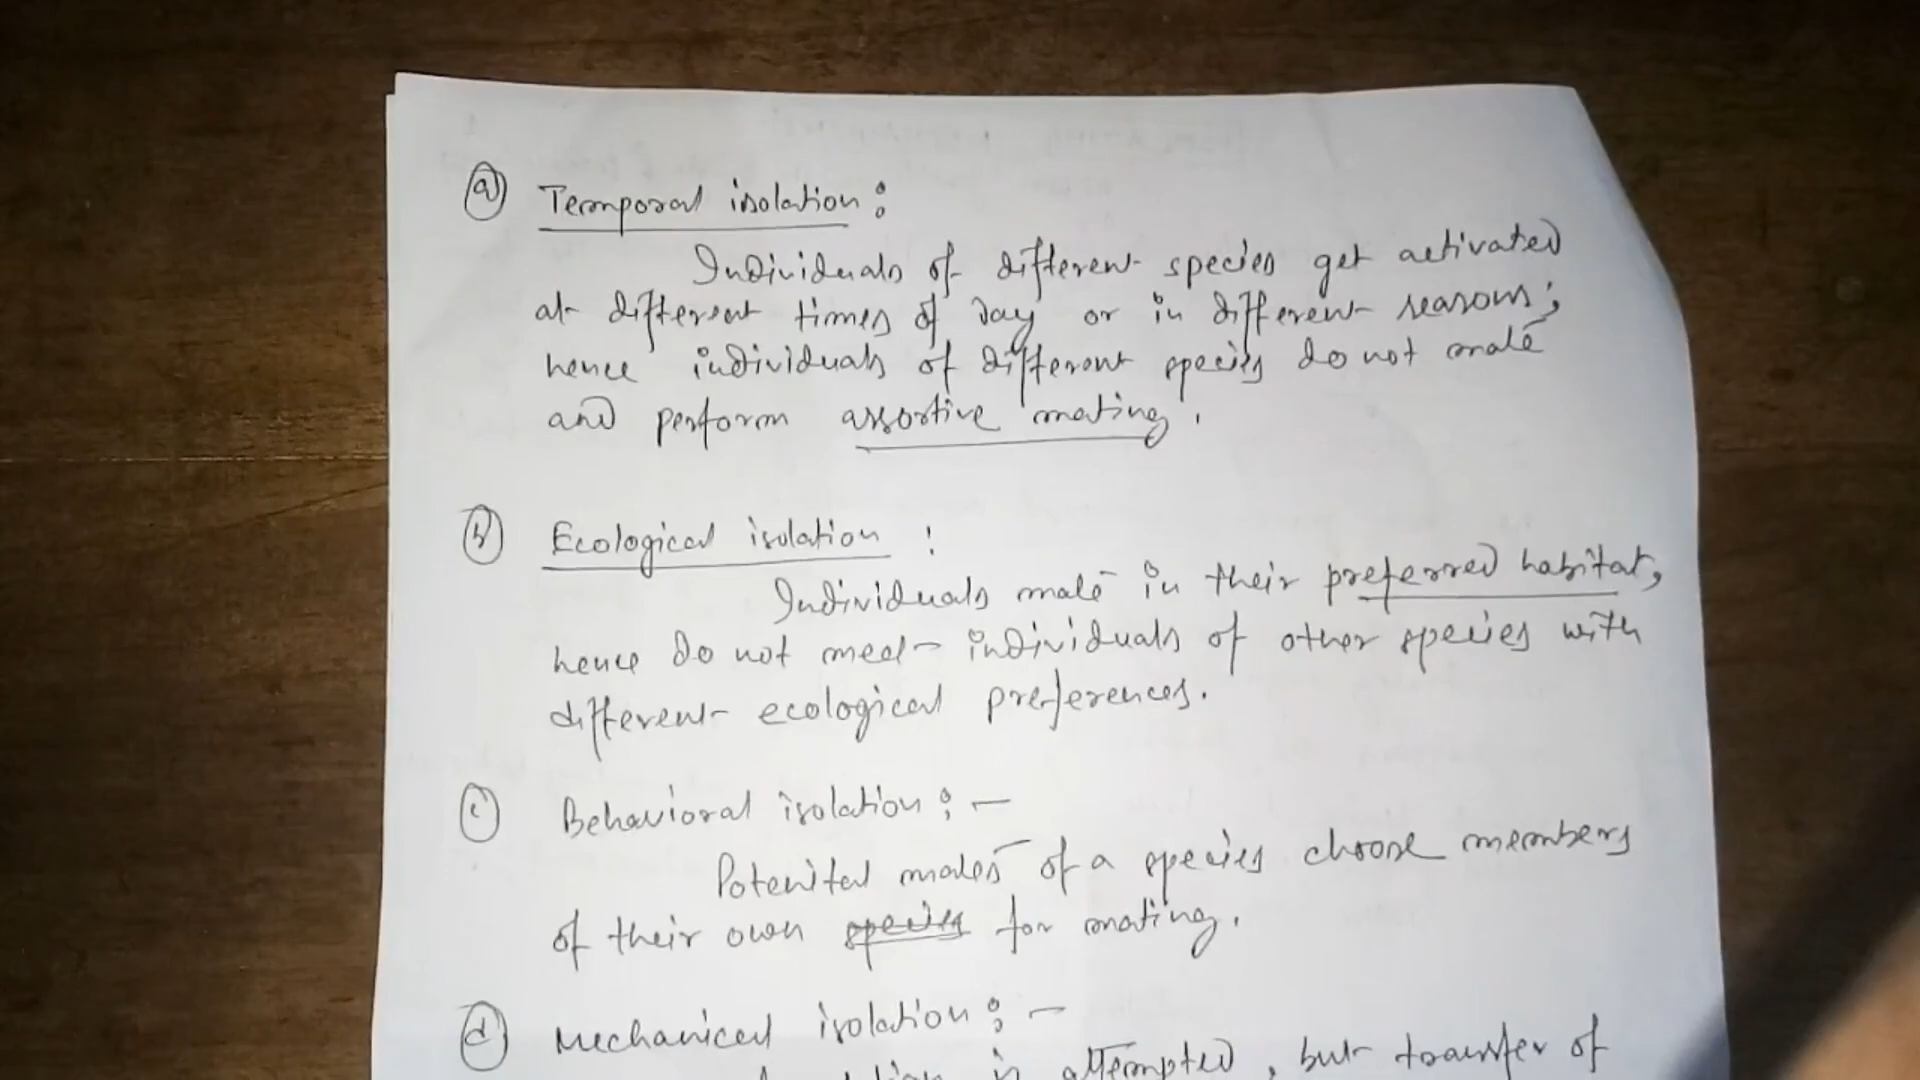 (a) Temporal isolation :
Individuals of different species get activated
at different times of day or in different seasons;
hence individuals of different species do not mate
and perform assortive mating.
(b) Ecological isolation :
Individuals mate in their preferred habitat,
hence do not meet individuals of other species with
different ecological preferences.
(c) Behavioral isolation : —
Potenital mates of a species choose members
of their own species for mating.
(d) Mechanical isolation : —
is attempted, but transfer of